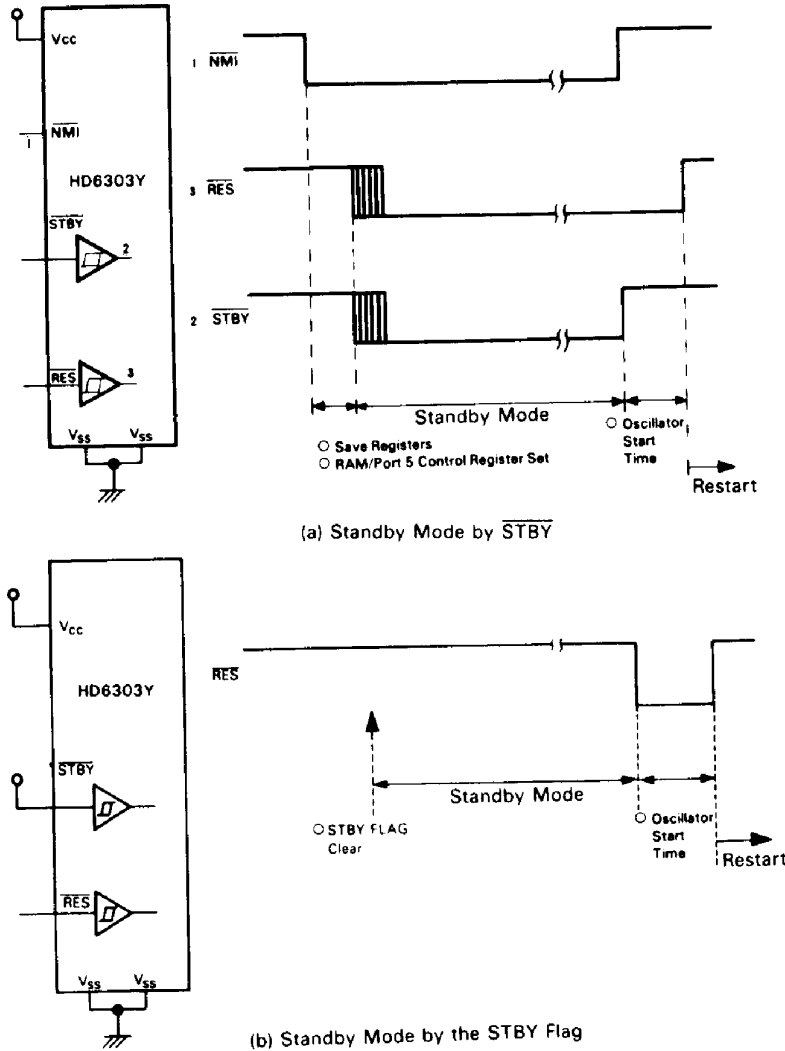 Vcc
1 NMI
HD6303Y
STBY
2
RES
3
Vss Vss
1 NMI
3 RES
2 STBY
Standby Mode
○ Save Registers
○ RAM/Port 5 Control Register Set
○ Oscillator
Start
Time
Restart
(a) Standby Mode by STBY
Vcc
HD6303Y
STBY
RES
Vss Vss
RES
Standby Mode
○ STBY FLAG
Clear
○ Oscillator
Start
Time
Restart
(b) Standby Mode by the STBY Flag